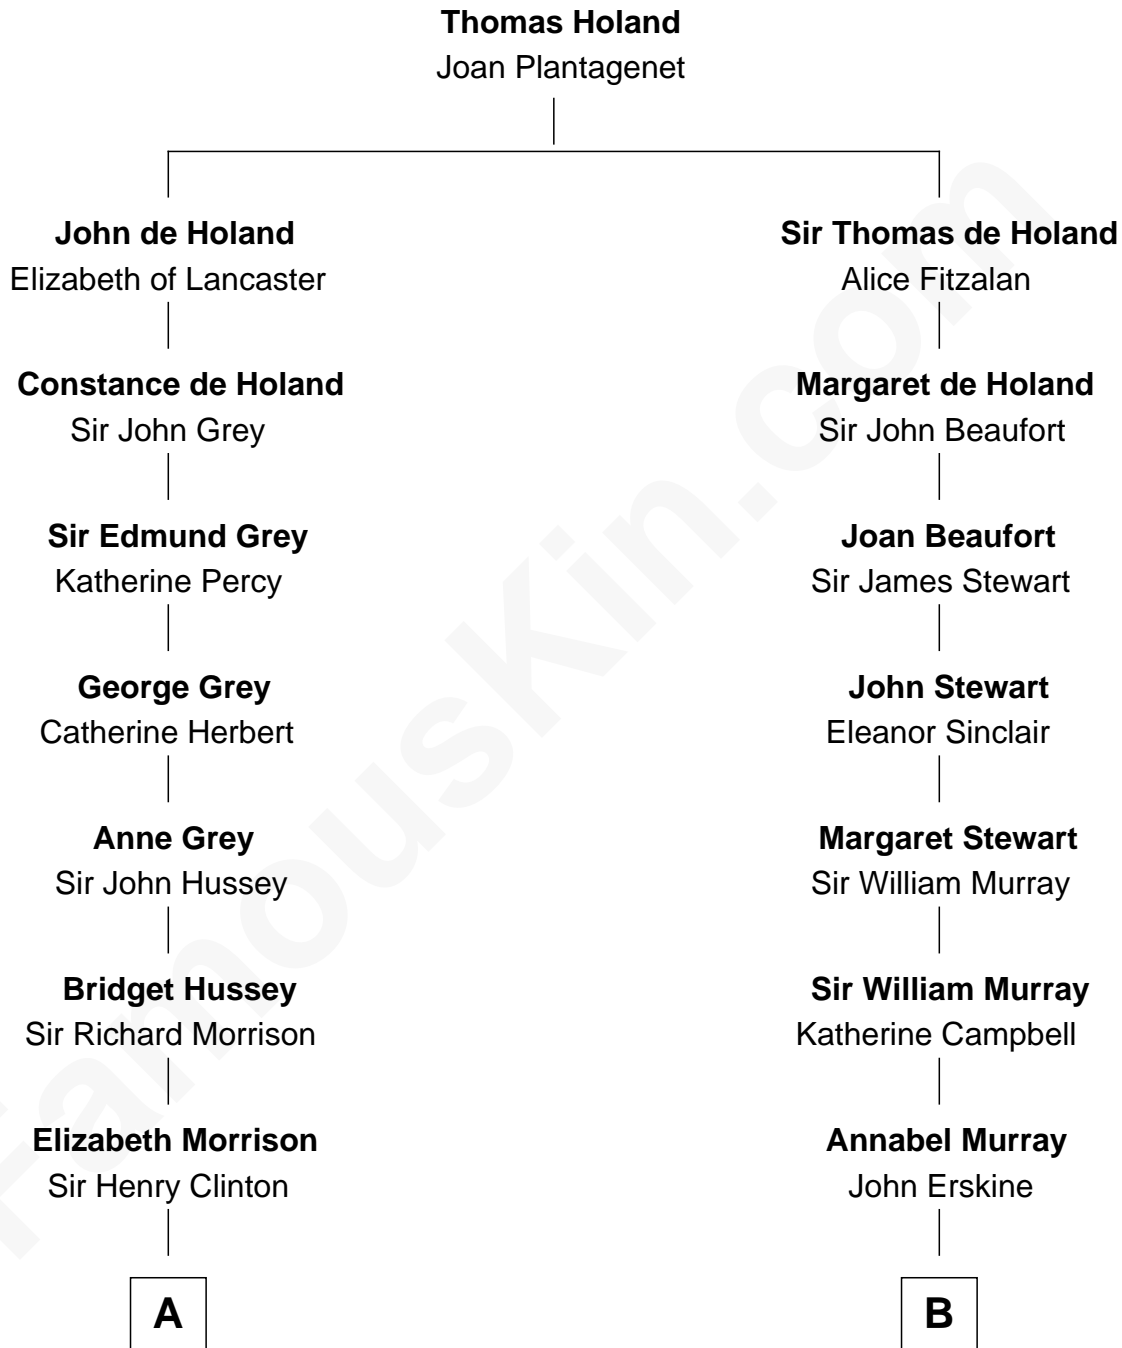 Thomas Holand
Joan Plantagenet
John de Holand
Elizabeth of Lancaster
Sir Thomas de Holand
Alice Fitzalan
Constance de Holand
Sir John Grey
Margaret de Holand
Sir John Beaufort
Sir Edmund Grey
Katherine Percy
Joan Beaufort
Sir James Stewart
George Grey
Catherine Herbert
John Stewart
Eleanor Sinclair
Anne Grey
Sir John Hussey
Margaret Stewart
Sir William Murray
Bridget Hussey
Sir Richard Morrison
Sir William Murray
Katherine Campbell
Elizabeth Morrison
Sir Henry Clinton
Annabel Murray
John Erskine
A
B
FamousKin.com